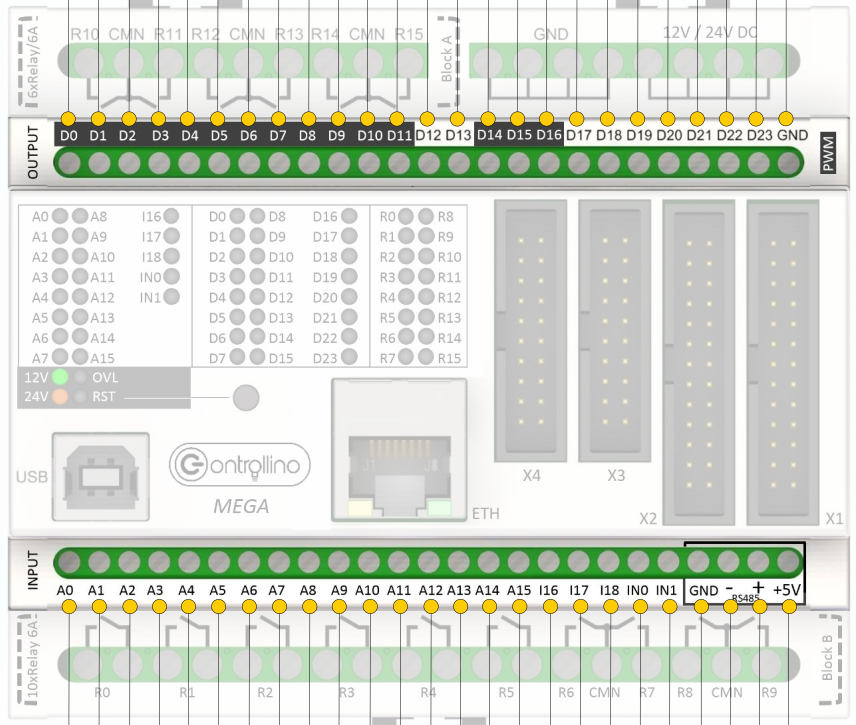 6xRelay/6A
R10 CMN R11 R12 CMN R13 R14 CMN R15
Block A
GND 12V / 24V DC
OUTPUT
D0 D1 D2 D3 D4 D5 D6 D7 D8 D9 D10 D11 D12 D13 D14 D15 D16 D17 D18 D19 D20 D21 D22 D23 GND
PWM
A0 A8 I16 D0 D8 D16 R0 R8
A1 A9 I17 D1 D9 D17 R1 R9
A2 A10 I18 D2 D10 D18 R2 R10
A3 A11 IN0 D3 D11 D19 R3 R11
A4 A12 IN1 D4 D12 D20 R4 R12
A5 A13 D5 D13 D21 R5 R13
A6 A14 D6 D14 D22 R6 R14
A7 A15 D7 D15 D23 R7 R15
12V OVL
24V RST
USB
Controllino
MEGA
ETH
X4 X3
X2 X1
INPUT
A0 A1 A2 A3 A4 A5 A6 A7 A8 A9 A10 A11 A12 A13 A14 A15 I16 I17 I18 IN0 IN1 GND - + +5V
RS485
10xRelay 6A
R0 R1 R2 R3 R4 R5 R6 CMN R7 R8 CMN R9
Block B